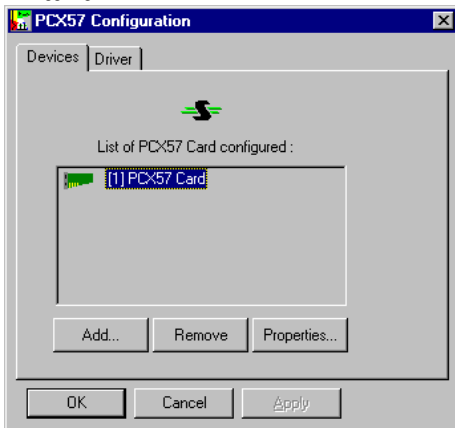 PCX57 Configuration
Devices Driver
List of PCX57 Card configured :
[1] PCX57 Card
Add... Remove Properties...
OK Cancel Apply